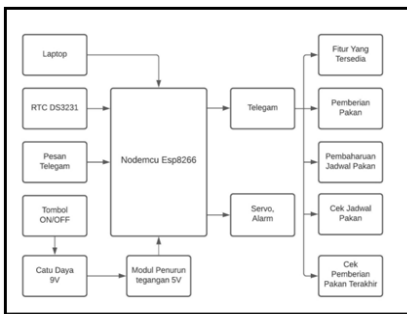 Laptop
RTC DS3231
Pesan
Telegam
Tombol
ON/OFF
Catu Daya
9V
Nodemcu Esp8266
Modul Penurun
tegangan 5V
Telegam
Servo,
Alarm
Fitur Yang
Tersedia
Pemberian
Pakan
Pembaharuan
Jadwal Pakan
Cek Jadwal
Pakan
Cek
Pemberian
Pakan Terakhir